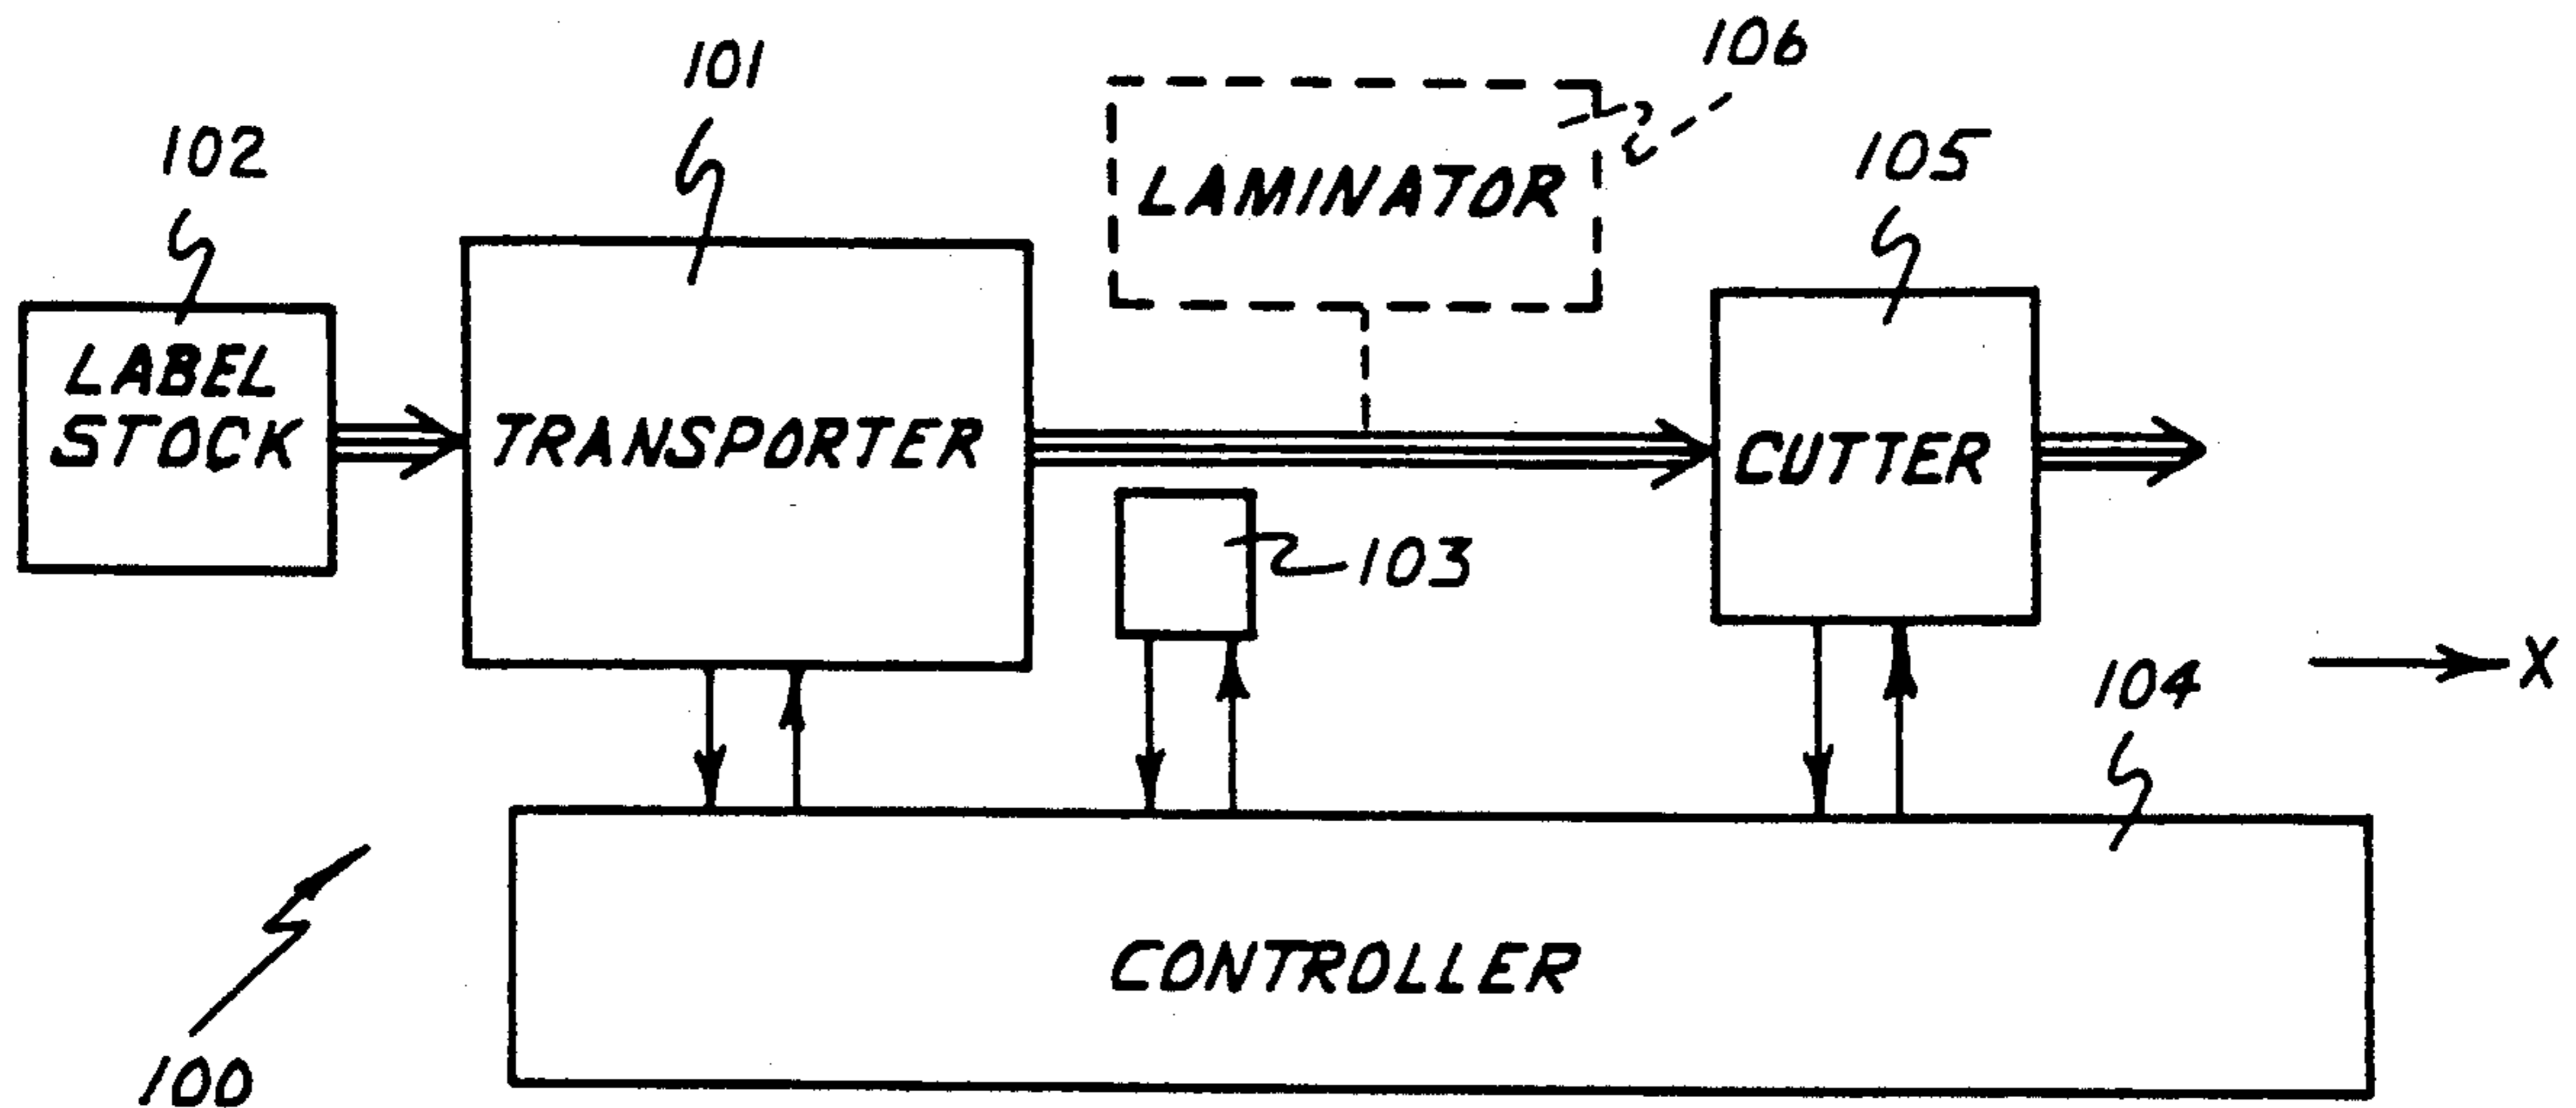 106
101
102
105
LAMINATOR
LABEL
STOCK
TRANSPORTER
CUTTER
103
X
104
CONTROLLER
100